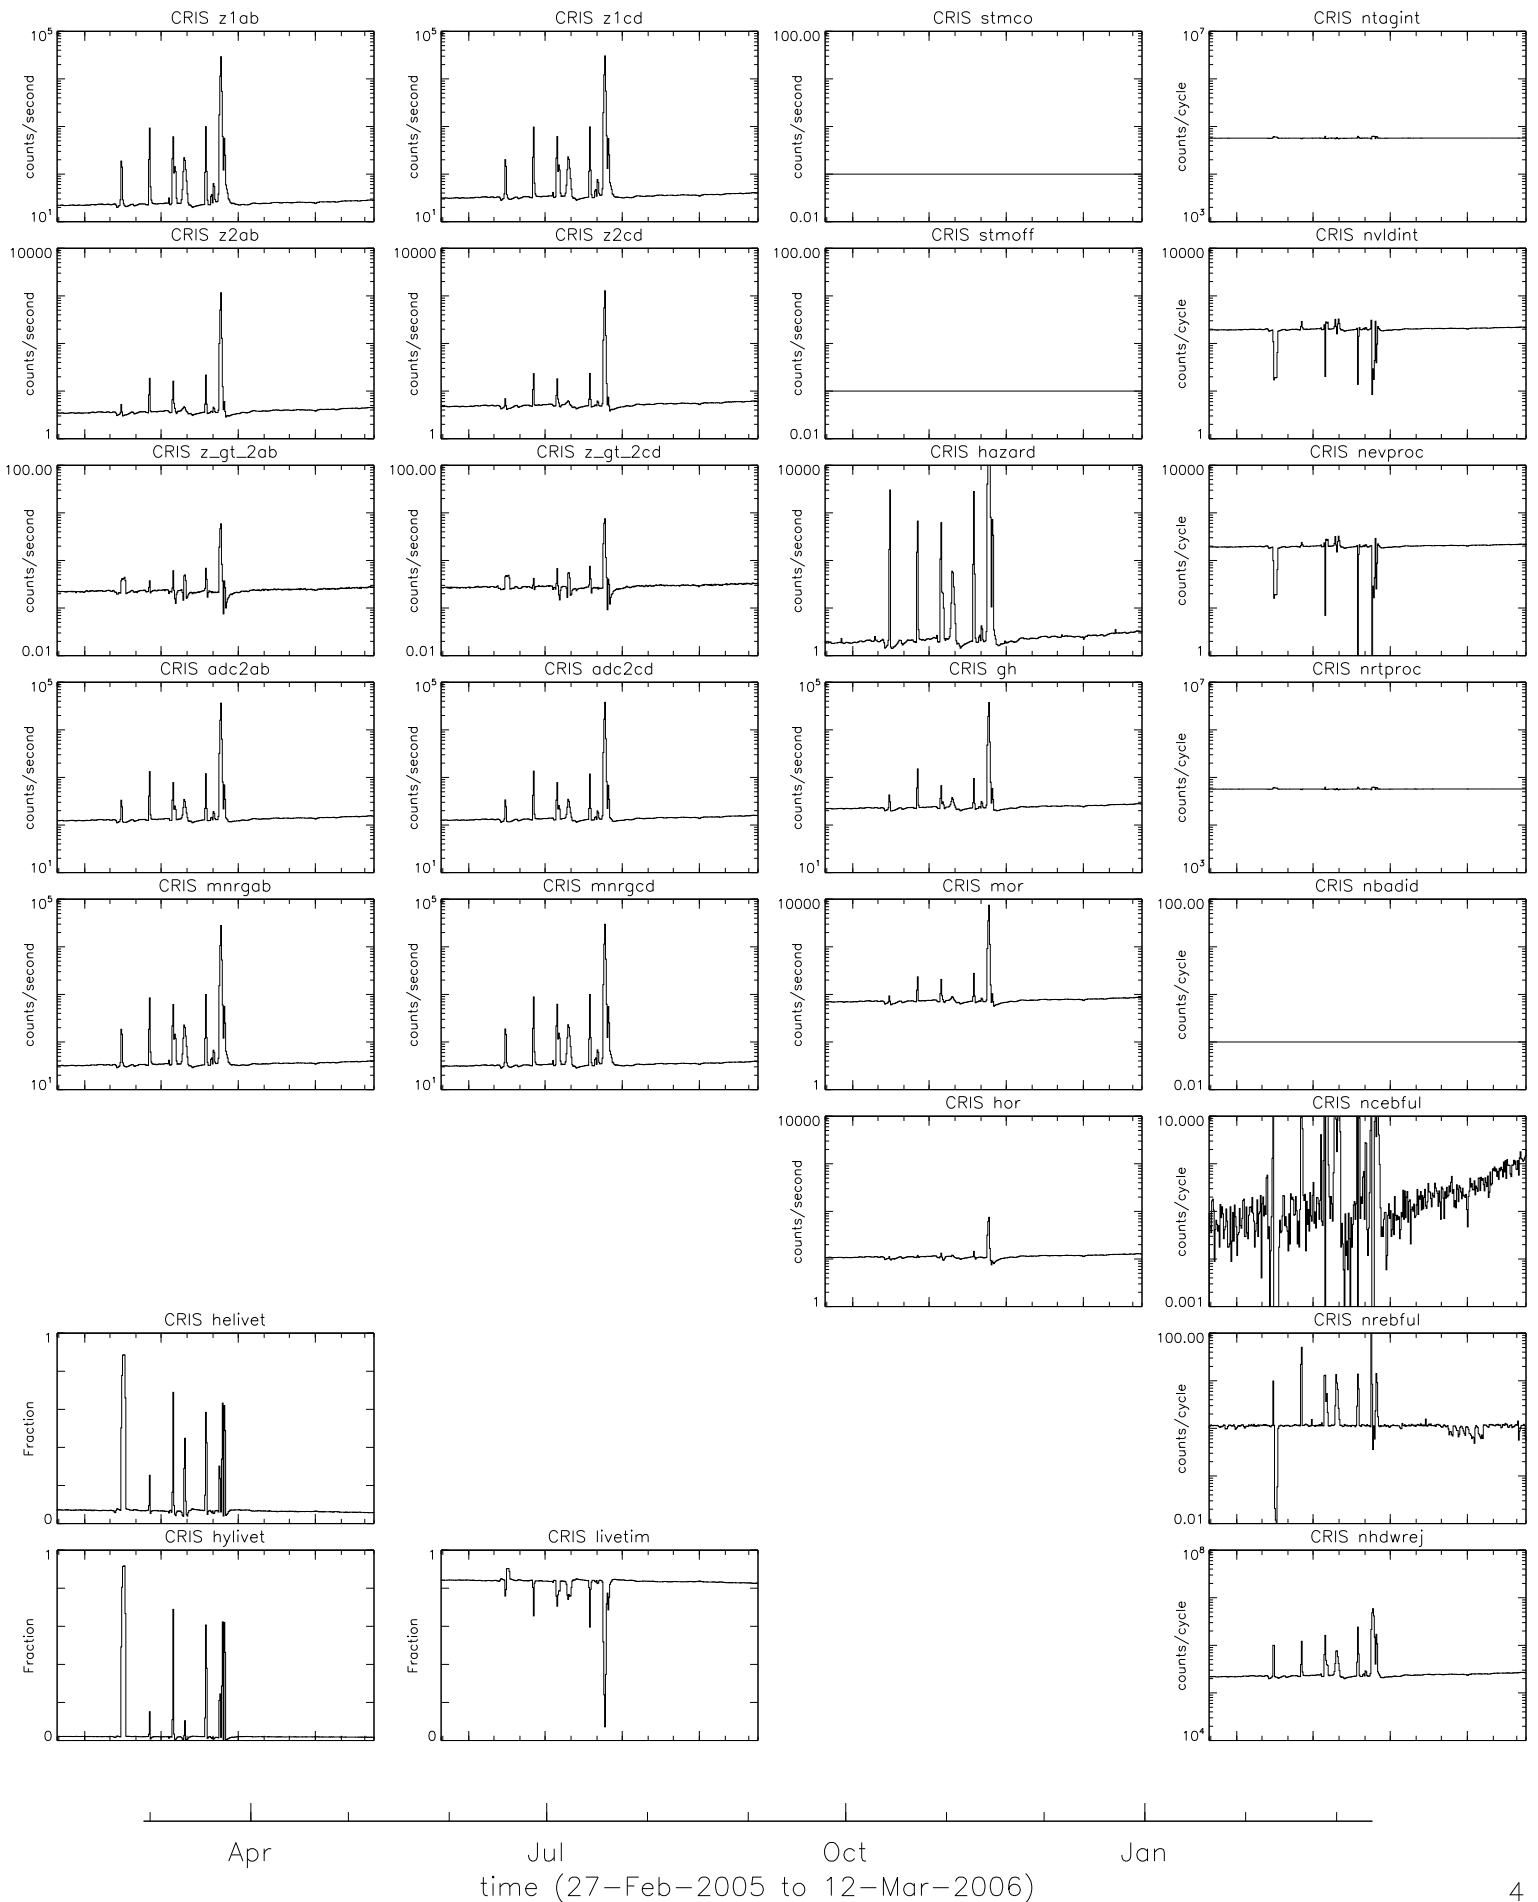 CRIS z1ab
10^5
counts/second
10^1
CRIS z1cd
10^5
counts/second
10^1
CRIS stmco
100.00
counts/second
0.01
CRIS ntagint
10^7
counts/cycle
10^3
CRIS z2ab
10000
counts/second
1
CRIS z2cd
10000
counts/second
1
CRIS stmoff
100.00
counts/second
0.01
CRIS nvldint
10000
counts/cycle
1
CRIS z_gt_2ab
100.00
counts/second
0.01
CRIS z_gt_2cd
100.00
counts/second
0.01
CRIS hazard
10000
counts/second
1
CRIS nevproc
10000
counts/cycle
1
CRIS adc2ab
10^5
counts/second
10^1
CRIS adc2cd
10^5
counts/second
10^1
CRIS gh
10^5
counts/second
10^1
CRIS nrtproc
10^7
counts/cycle
10^3
CRIS mnrgab
10^5
counts/second
10^1
CRIS mnrgcd
10^5
counts/second
10^1
CRIS mor
10000
counts/second
1
CRIS nbadid
100.00
counts/cycle
0.01
CRIS hor
10000
counts/second
1
CRIS ncebful
10.000
counts/cycle
0.001
CRIS helivet
1
Fraction
0
CRIS nrebful
100.00
counts/cycle
0.01
CRIS hylivet
1
Fraction
0
CRIS livetim
1
Fraction
0
CRIS nhdwrej
10^8
counts/cycle
10^4
Apr Jul Oct Jan
time (27-Feb-2005 to 12-Mar-2006)
4